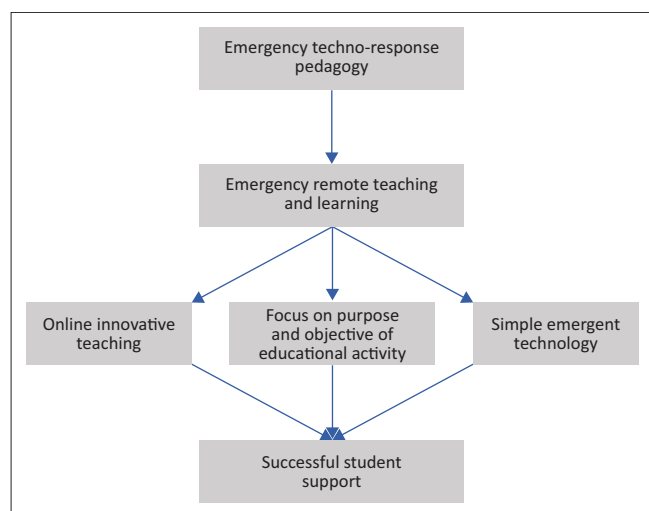 Emergency techno-response
pedagogy
Emergency remote teaching
and learning
Online innovative
teaching
Focus on purpose
and objective of
educational activity
Simple emergent
technology
Successful student
support